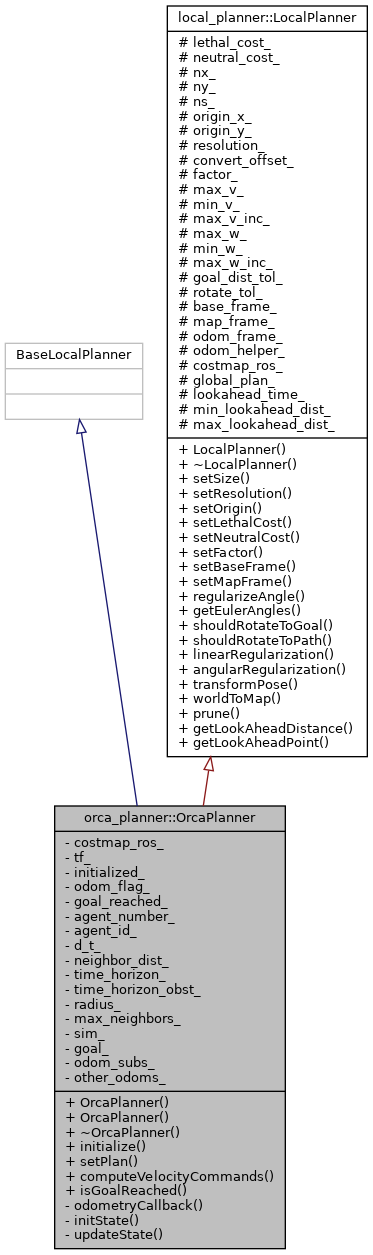 local_planner::LocalPlanner
# lethal_cost_
# neutral_cost_
# nx_
# ny_
# ns_
# origin_x_
# origin_y_
# resolution_
# convert_offset_
# factor_
# max_v_
# min_v_
# max_v_inc_
# max_w_
# min_w_
# max_w_inc_
# goal_dist_tol_
# rotate_tol_
# base_frame_
# map_frame_
# odom_frame_
# odom_helper_
# costmap_ros_
# global_plan_
# lookahead_time_
# min_lookahead_dist_
# max_lookahead_dist_
+ LocalPlanner()
+ ~LocalPlanner()
+ setSize()
+ setResolution()
+ setOrigin()
+ setLethalCost()
+ setNeutralCost()
+ setFactor()
+ setBaseFrame()
+ setMapFrame()
+ regularizeAngle()
+ getEulerAngles()
+ shouldRotateToGoal()
+ shouldRotateToPath()
+ linearRegularization()
+ angularRegularization()
+ transformPose()
+ worldToMap()
+ prune()
+ getLookAheadDistance()
+ getLookAheadPoint()
BaseLocalPlanner
orca_planner::OrcaPlanner
- costmap_ros_
- tf_
- initialized_
- odom_flag_
- goal_reached_
- agent_number_
- agent_id_
- d_t_
- neighbor_dist_
- time_horizon_
- time_horizon_obst_
- radius_
- max_neighbors_
- sim_
- goal_
- odom_subs_
- other_odoms_
+ OrcaPlanner()
+ OrcaPlanner()
+ ~OrcaPlanner()
+ initialize()
+ setPlan()
+ computeVelocityCommands()
+ isGoalReached()
- odometryCallback()
- initState()
- updateState()